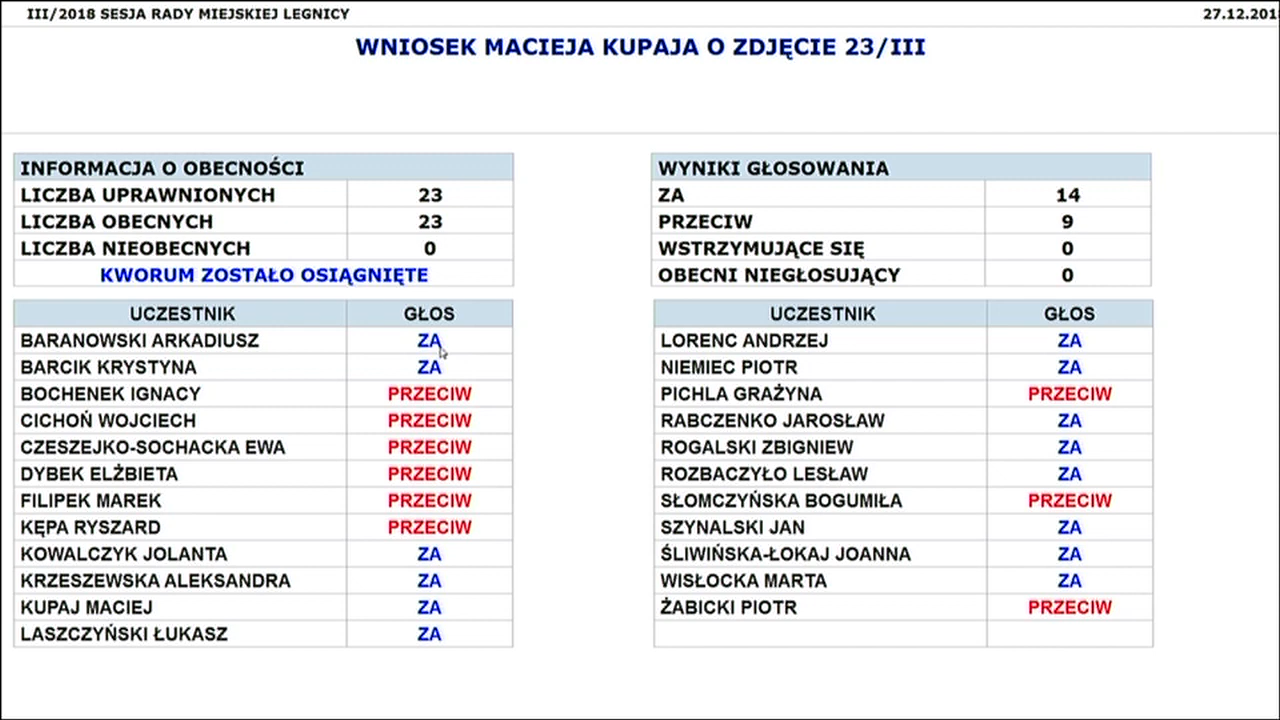 III/2018 SESJA RADY MIEJSKIEJ LEGNICY
27.12.201
WNIOSEK MACIEJA KUPAJA O ZDJĘCIE 23/III
INFORMACJA O OBECNOŚCI
LICZBA UPRAWNIONYCH 23
LICZBA OBECNYCH 23
LICZBA NIEOBECNYCH 0
KWORUM ZOSTAŁO OSIĄGNIĘTE
WYNIKI GŁOSOWANIA
ZA 14
PRZECIW 9
WSTRZYMUJĄCE SIĘ 0
OBECNI NIEGŁOSUJĄCY 0
UCZESTNIK GŁOS
BARANOWSKI ARKADIUSZ ZA
BARCIK KRYSTYNA ZA
BOCHENEK IGNACY PRZECIW
CICHOŃ WOJCIECH PRZECIW
CZESZEJKO-SOCHACKA EWA PRZECIW
DYBEK ELŻBIETA PRZECIW
FILIPEK MAREK PRZECIW
KĘPA RYSZARD PRZECIW
KOWALCZYK JOLANTA ZA
KRZESZEWSKA ALEKSANDRA ZA
KUPAJ MACIEJ ZA
LASZCZYŃSKI ŁUKASZ ZA
UCZESTNIK GŁOS
LORENC ANDRZEJ ZA
NIEMIEC PIOTR ZA
PICHLA GRAŻYNA PRZECIW
RABCZENKO JAROSŁAW ZA
ROGALSKI ZBIGNIEW ZA
ROZBACZYŁO LESŁAW ZA
SŁOMCZYŃSKA BOGUMIŁA PRZECIW
SZYNALSKI JAN ZA
ŚLIWIŃSKA-ŁOKAJ JOANNA ZA
WISŁOCKA MARTA ZA
ŻABICKI PIOTR PRZECIW